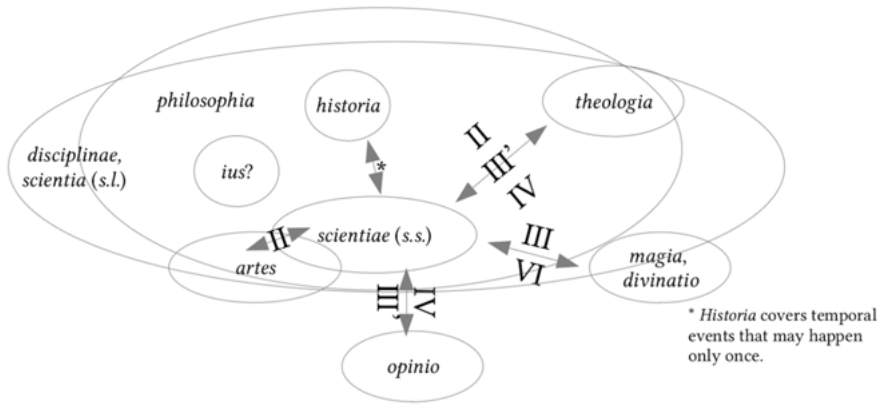 philosophia
historia
theologia
disciplinae,
scientia (s.l.)
ius?
*
II
III’
IV
II
scientiae (s.s.)
artes
III
VI
magia,
divinatio
III’
IV
opinio
* Historia covers temporal
events that may happen
only once.